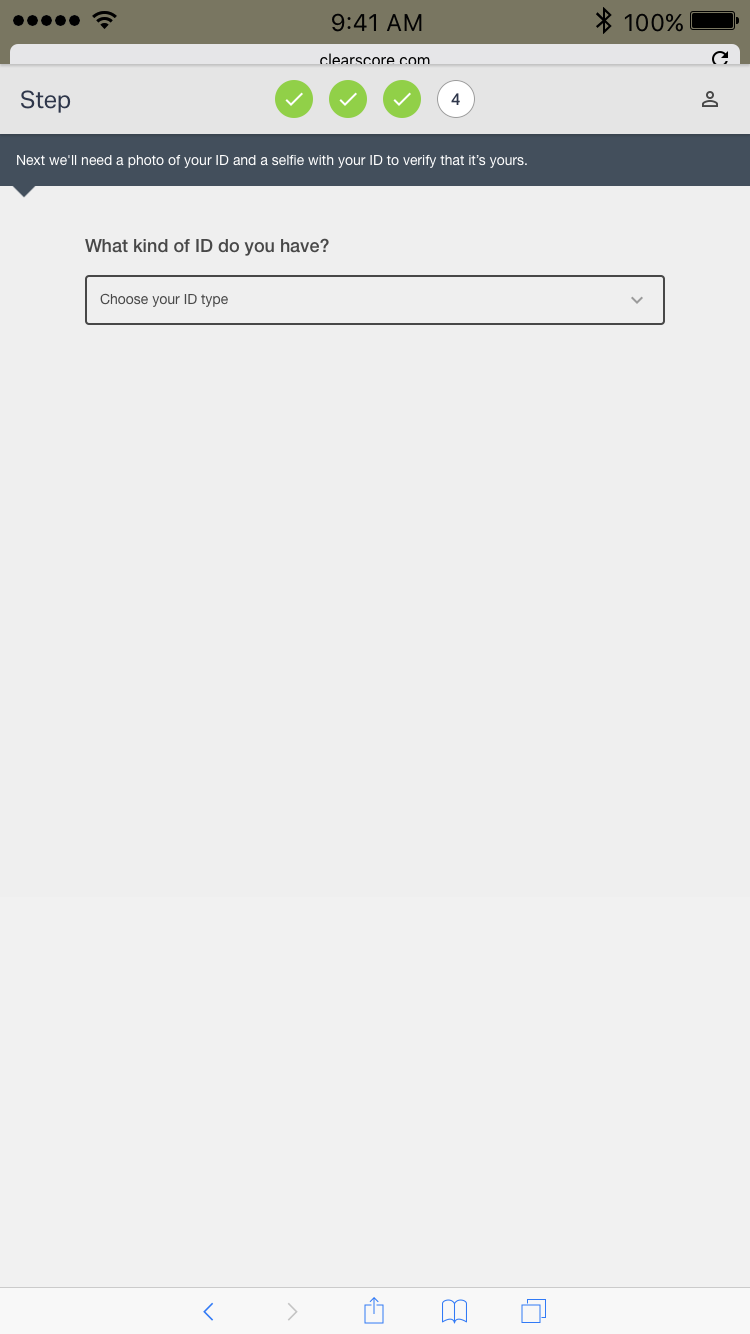 9:41 AM
100%
clearscore.com
Step
4
Next we'll need a photo of your ID and a selfie with your ID to verify that it's yours.
What kind of ID do you have?
Choose your ID type